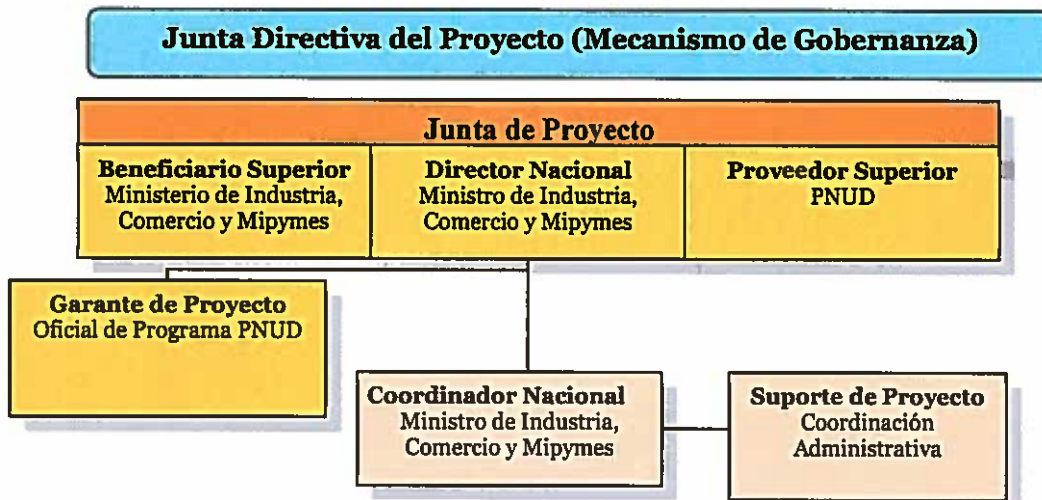 Junta Directiva del Proyecto (Mecanismo de Gobernanza)
Junta de Proyecto
Beneficiario Superior
Ministerio de Industria,
Comercio y Mipymes
Director Nacional
Ministro de Industria,
Comercio y Mipymes
Proveedor Superior
PNUD
Garante de Proyecto
Oficial de Programa PNUD
Coordinador Nacional
Ministro de Industria,
Comercio y Mipymes
Suporte de Proyecto
Coordinación
Administrativa